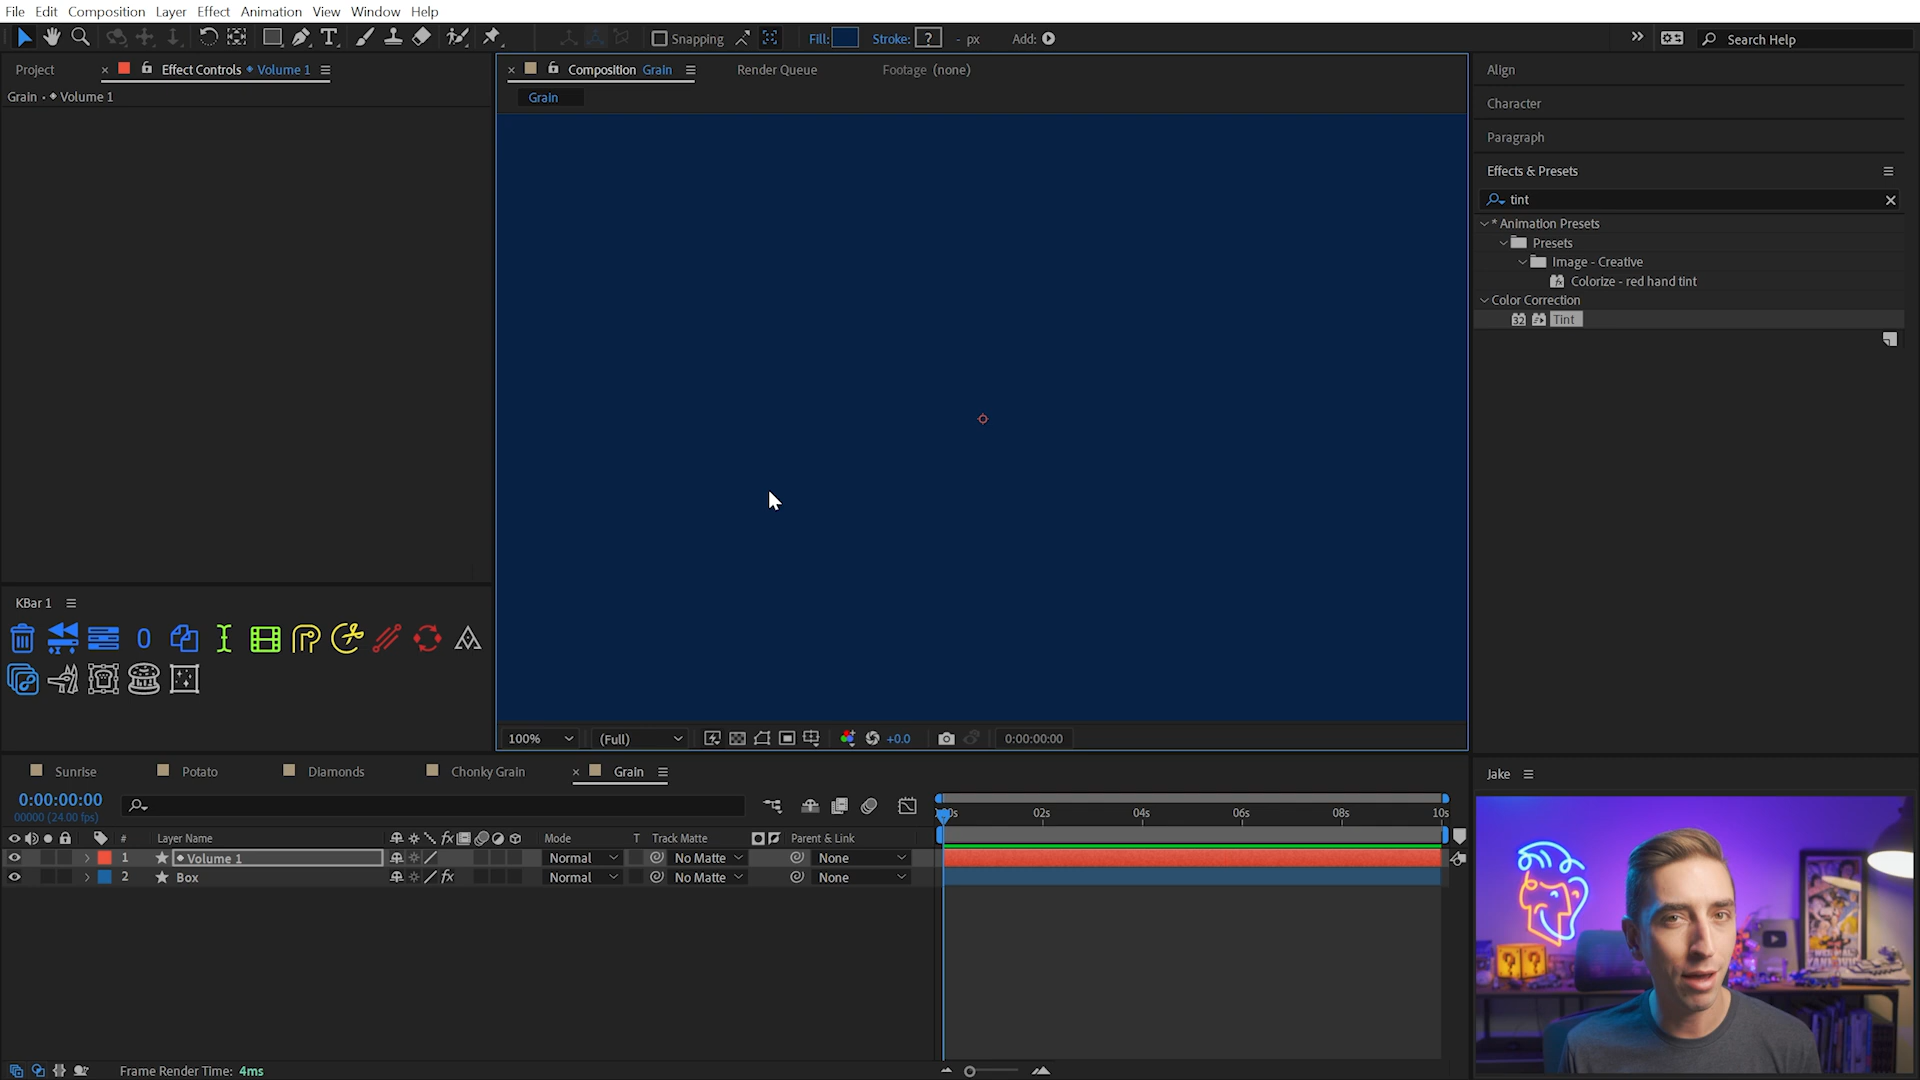 File Edit Composition Layer Effect Animation View Window Help
Snapping Fill: Stroke: ? - px Add: Search Help
Project Effect Controls Volume 1
Grain • Volume 1
Composition Grain Render Queue Footage (none)
Grain
Align
Character
Paragraph
Effects & Presets
tint
* Animation Presets
Presets
Image - Creative
Colorize - red hand tint
Color Correction
32 Tint
KBar 1
0
100% (Full) +0.0 0:00:00:00
Sunrise Potato Diamonds Chonky Grain Grain
0:00:00:00
00000 (24.00 fps)
02s 04s 06s 08s 10s
# Layer Name fx Mode T Track Matte Parent & Link
1 Volume 1 Normal No Matte None
2 Box fx Normal No Matte None
Frame Render Time: 4ms
Jake